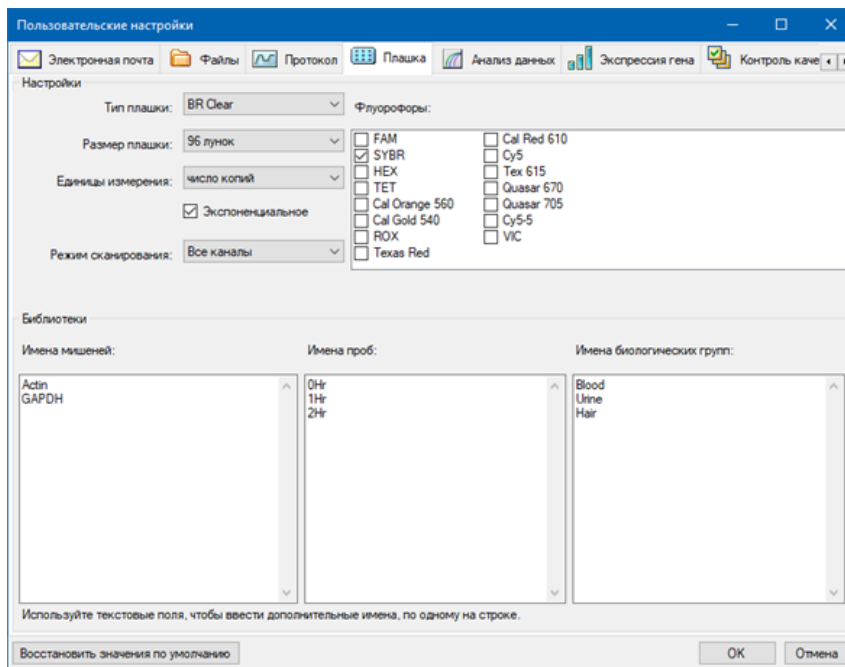 Пользовательские настройки
Электронная почта Файлы Протокол Плашка Анализ данных Экспрессия гена Контроль каче
Настройки
Тип плашки: BR Clear Флуорофоры:
Размер плашки: 96 лунок
Единицы измерения: число копий
Экспоненциальное
Режим сканирования: Все каналы
FAM Cal Red 610
SYBR Cy5
HEX Tex 615
TET Quasar 670
Cal Orange 560 Quasar 705
Cal Gold 540 Cy5-5
ROX VIC
Texas Red
Библиотеки
Имена мишеней: Имена проб: Имена биологических групп:
Actin 0Hr Blood
GAPDH 1Hr Urine
2Hr Hair
Используйте текстовые поля, чтобы ввести дополнительные имена, по одному на строке.
Восстановить значения по умолчанию OK Отмена